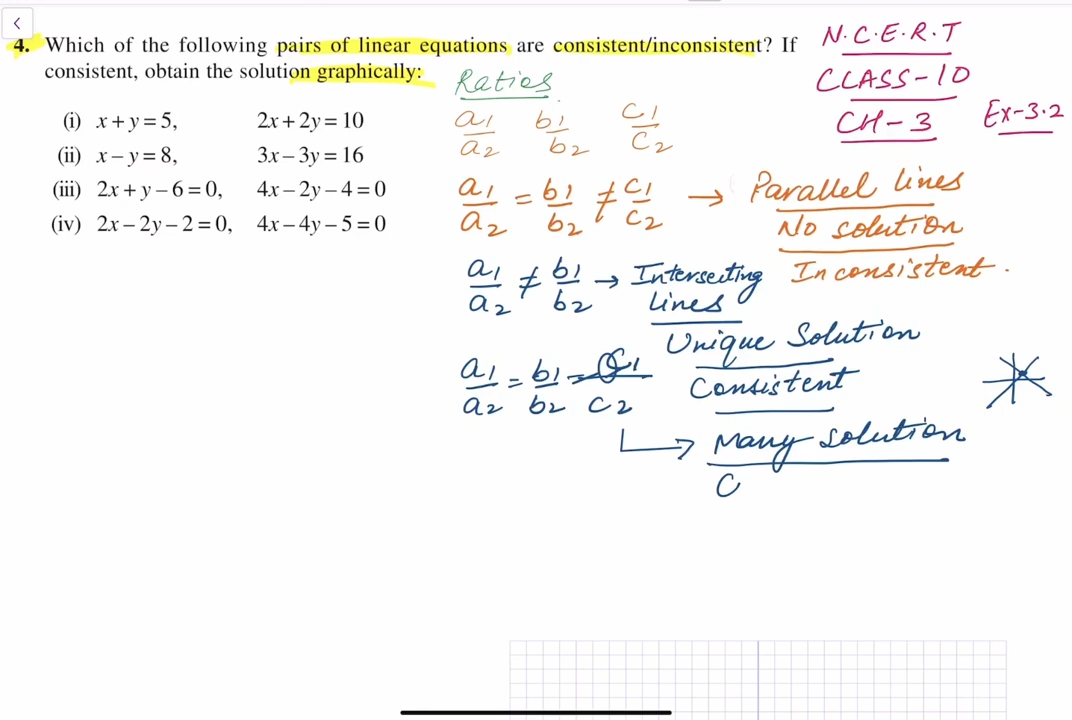 4. Which of the following pairs of linear equations are consistent/inconsistent? If
consistent, obtain the solution graphically:
(i) x + y = 5, 2x + 2y = 10
(ii) x – y = 8, 3x – 3y = 16
(iii) 2x + y – 6 = 0, 4x – 2y – 4 = 0
(iv) 2x – 2y – 2 = 0, 4x – 4y – 5 = 0
N.C.E.R.T
CLASS-10
CH-3 Ex-3.2
Ratios
a1/a2 b1/b2 c1/c2
a1/a2 = b1/b2 ≠ c1/c2 → Parallel lines
No solution
Inconsistent.
a1/a2 ≠ b1/b2 → Intersecting
lines
Unique Solution
Consistent
a1/a2 = b1/b2 = c1/c2
Many solution
C